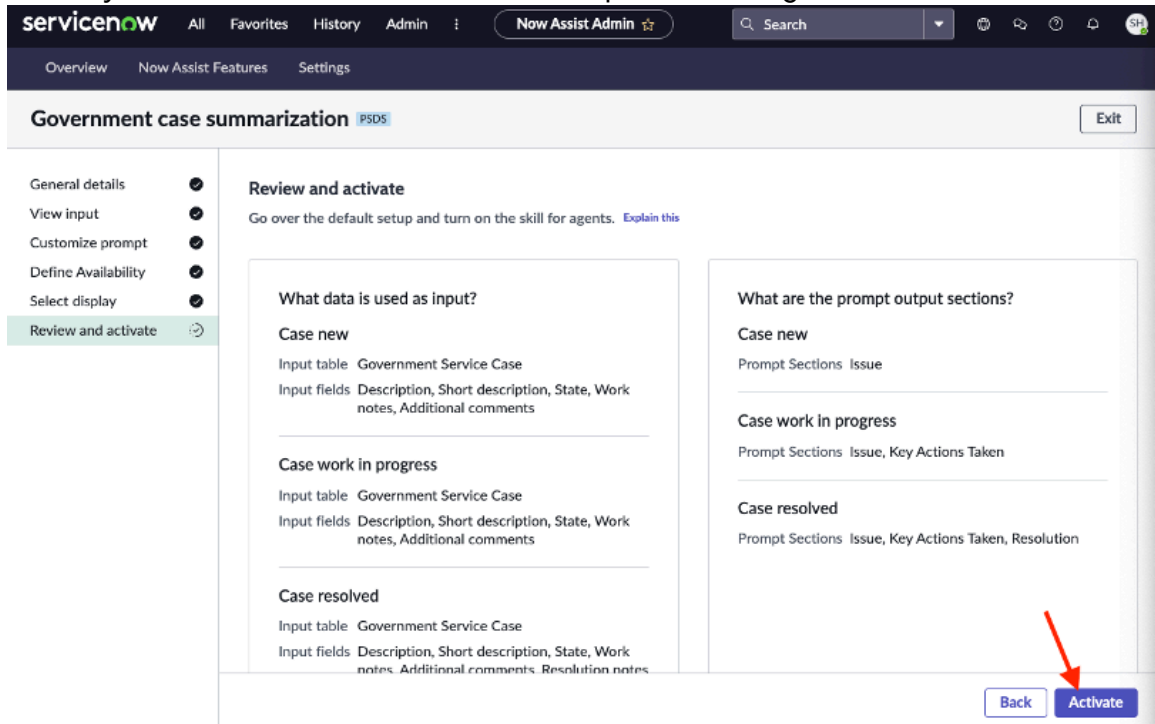 servicenow All Favorites History Admin Now Assist Admin Search SH
Overview Now Assist Features Settings
Government case summarization PSDS Exit
General details
View input
Customize prompt
Define Availability
Select display
Review and activate
Review and activate
Go over the default setup and turn on the skill for agents. Explain this
What data is used as input?
Case new
Input table Government Service Case
Input fields Description, Short description, State, Work
notes, Additional comments
Case work in progress
Input table Government Service Case
Input fields Description, Short description, State, Work
notes, Additional comments
Case resolved
Input table Government Service Case
Input fields Description, Short description, State, Work
notes, Additional comments, Resolution notes
What are the prompt output sections?
Case new
Prompt Sections Issue
Case work in progress
Prompt Sections Issue, Key Actions Taken
Case resolved
Prompt Sections Issue, Key Actions Taken, Resolution
Back Activate